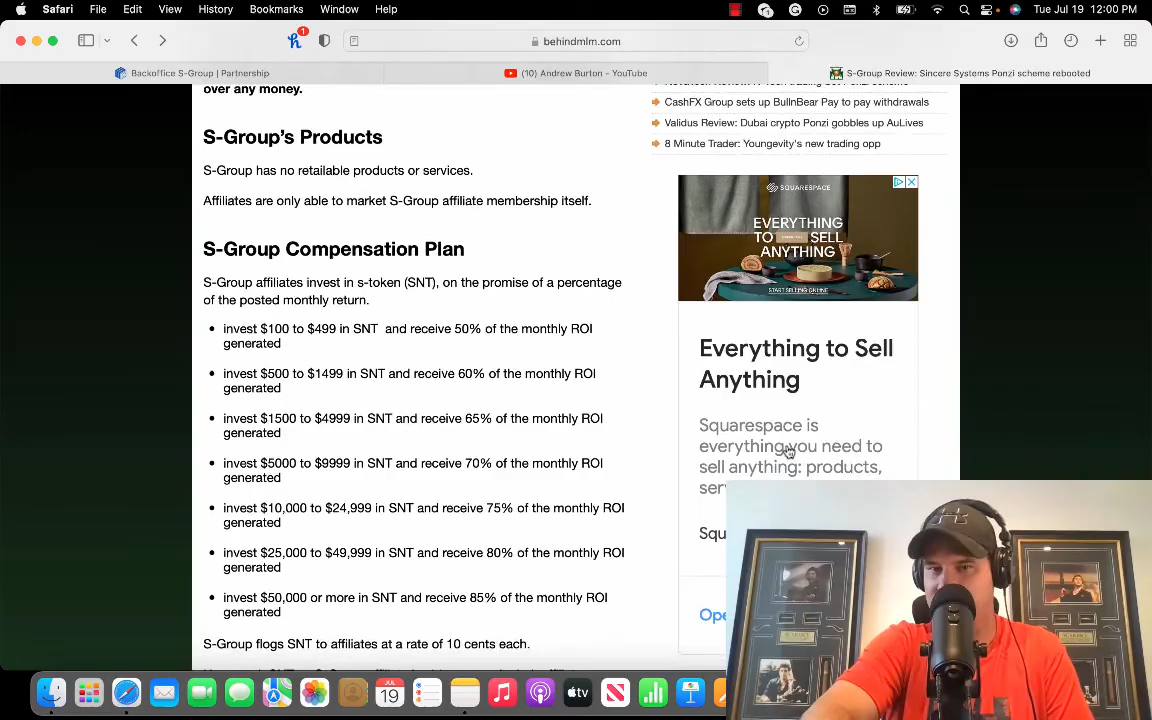 Safari File Edit View History Bookmarks Window Help Tue Jul 19 12:00 PM
1
behindmlm.com
Backoffice S-Group | Partnership
(10) Andrew Burton - YouTube
S-Group Review: Sincere Systems Ponzi scheme rebooted
over any money.
S-Group's Products
S-Group has no retailable products or services.
Affiliates are only able to market S-Group affiliate membership itself.
S-Group Compensation Plan
S-Group affiliates invest in s-token (SNT), on the promise of a percentage
of the posted monthly return.
invest $100 to $499 in SNT and receive 50% of the monthly ROI
generated
invest $500 to $1499 in SNT and receive 60% of the monthly ROI
generated
invest $1500 to $4999 in SNT and receive 65% of the monthly ROI
generated
invest $5000 to $9999 in SNT and receive 70% of the monthly ROI
generated
invest $10,000 to $24,999 in SNT and receive 75% of the monthly ROI
generated
invest $25,000 to $49,999 in SNT and receive 80% of the monthly ROI
generated
invest $50,000 or more in SNT and receive 85% of the monthly ROI
generated
S-Group flogs SNT to affiliates at a rate of 10 cents each.
CashFX Group sets up BullnBear Pay to pay withdrawals
Validus Review: Dubai crypto Ponzi gobbles up AuLives
8 Minute Trader: Youngevity's new trading opp
SQUARESPACE
EVERYTHING
TO SELL
ANYTHING
START SELLING ONLINE
Everything to Sell
Anything
Squarespace is
everything you need to
sell anything: products,
JUL
19
tv